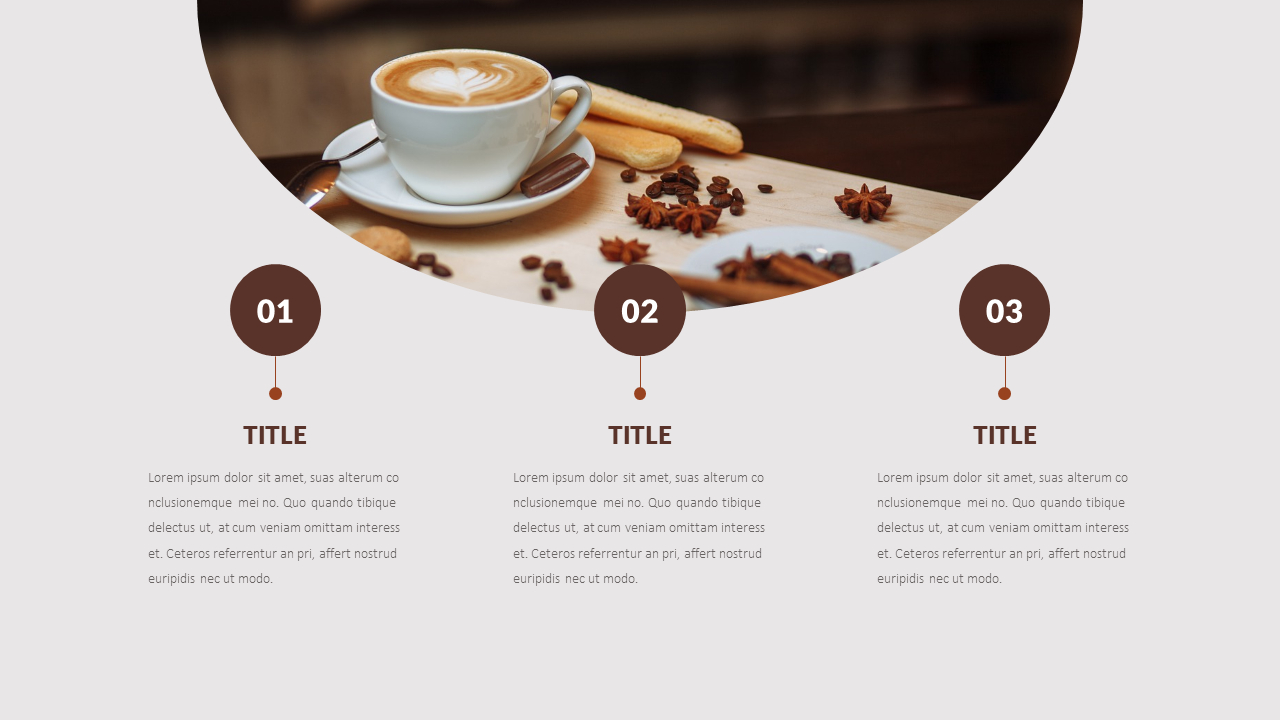 01
02
03
TITLE
TITLE
TITLE
Lorem ipsum dolor sit amet, suas alterum co
nclusionemque mei no. Quo quando tibique
delectus ut, at cum veniam omittam interess
et. Ceteros referrentur an pri, affert nostrud
euripidis nec ut modo.
Lorem ipsum dolor sit amet, suas alterum co
nclusionemque mei no. Quo quando tibique
delectus ut, at cum veniam omittam interess
et. Ceteros referrentur an pri, affert nostrud
euripidis nec ut modo.
Lorem ipsum dolor sit amet, suas alterum co
nclusionemque mei no. Quo quando tibique
delectus ut, at cum veniam omittam interess
et. Ceteros referrentur an pri, affert nostrud
euripidis nec ut modo.